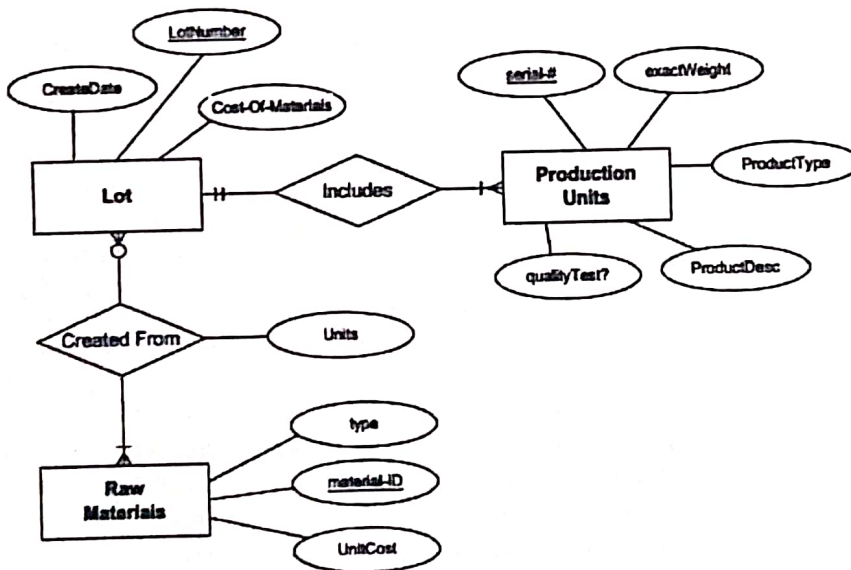 LotNumber
CreateDate
Cost-Of-Materials
serial-#
exactWeight
Lot
Includes
Production
Units
ProductType
qualityTest?
ProductDesc
Created From
Units
type
Raw
Materials
material-ID
UnitCost